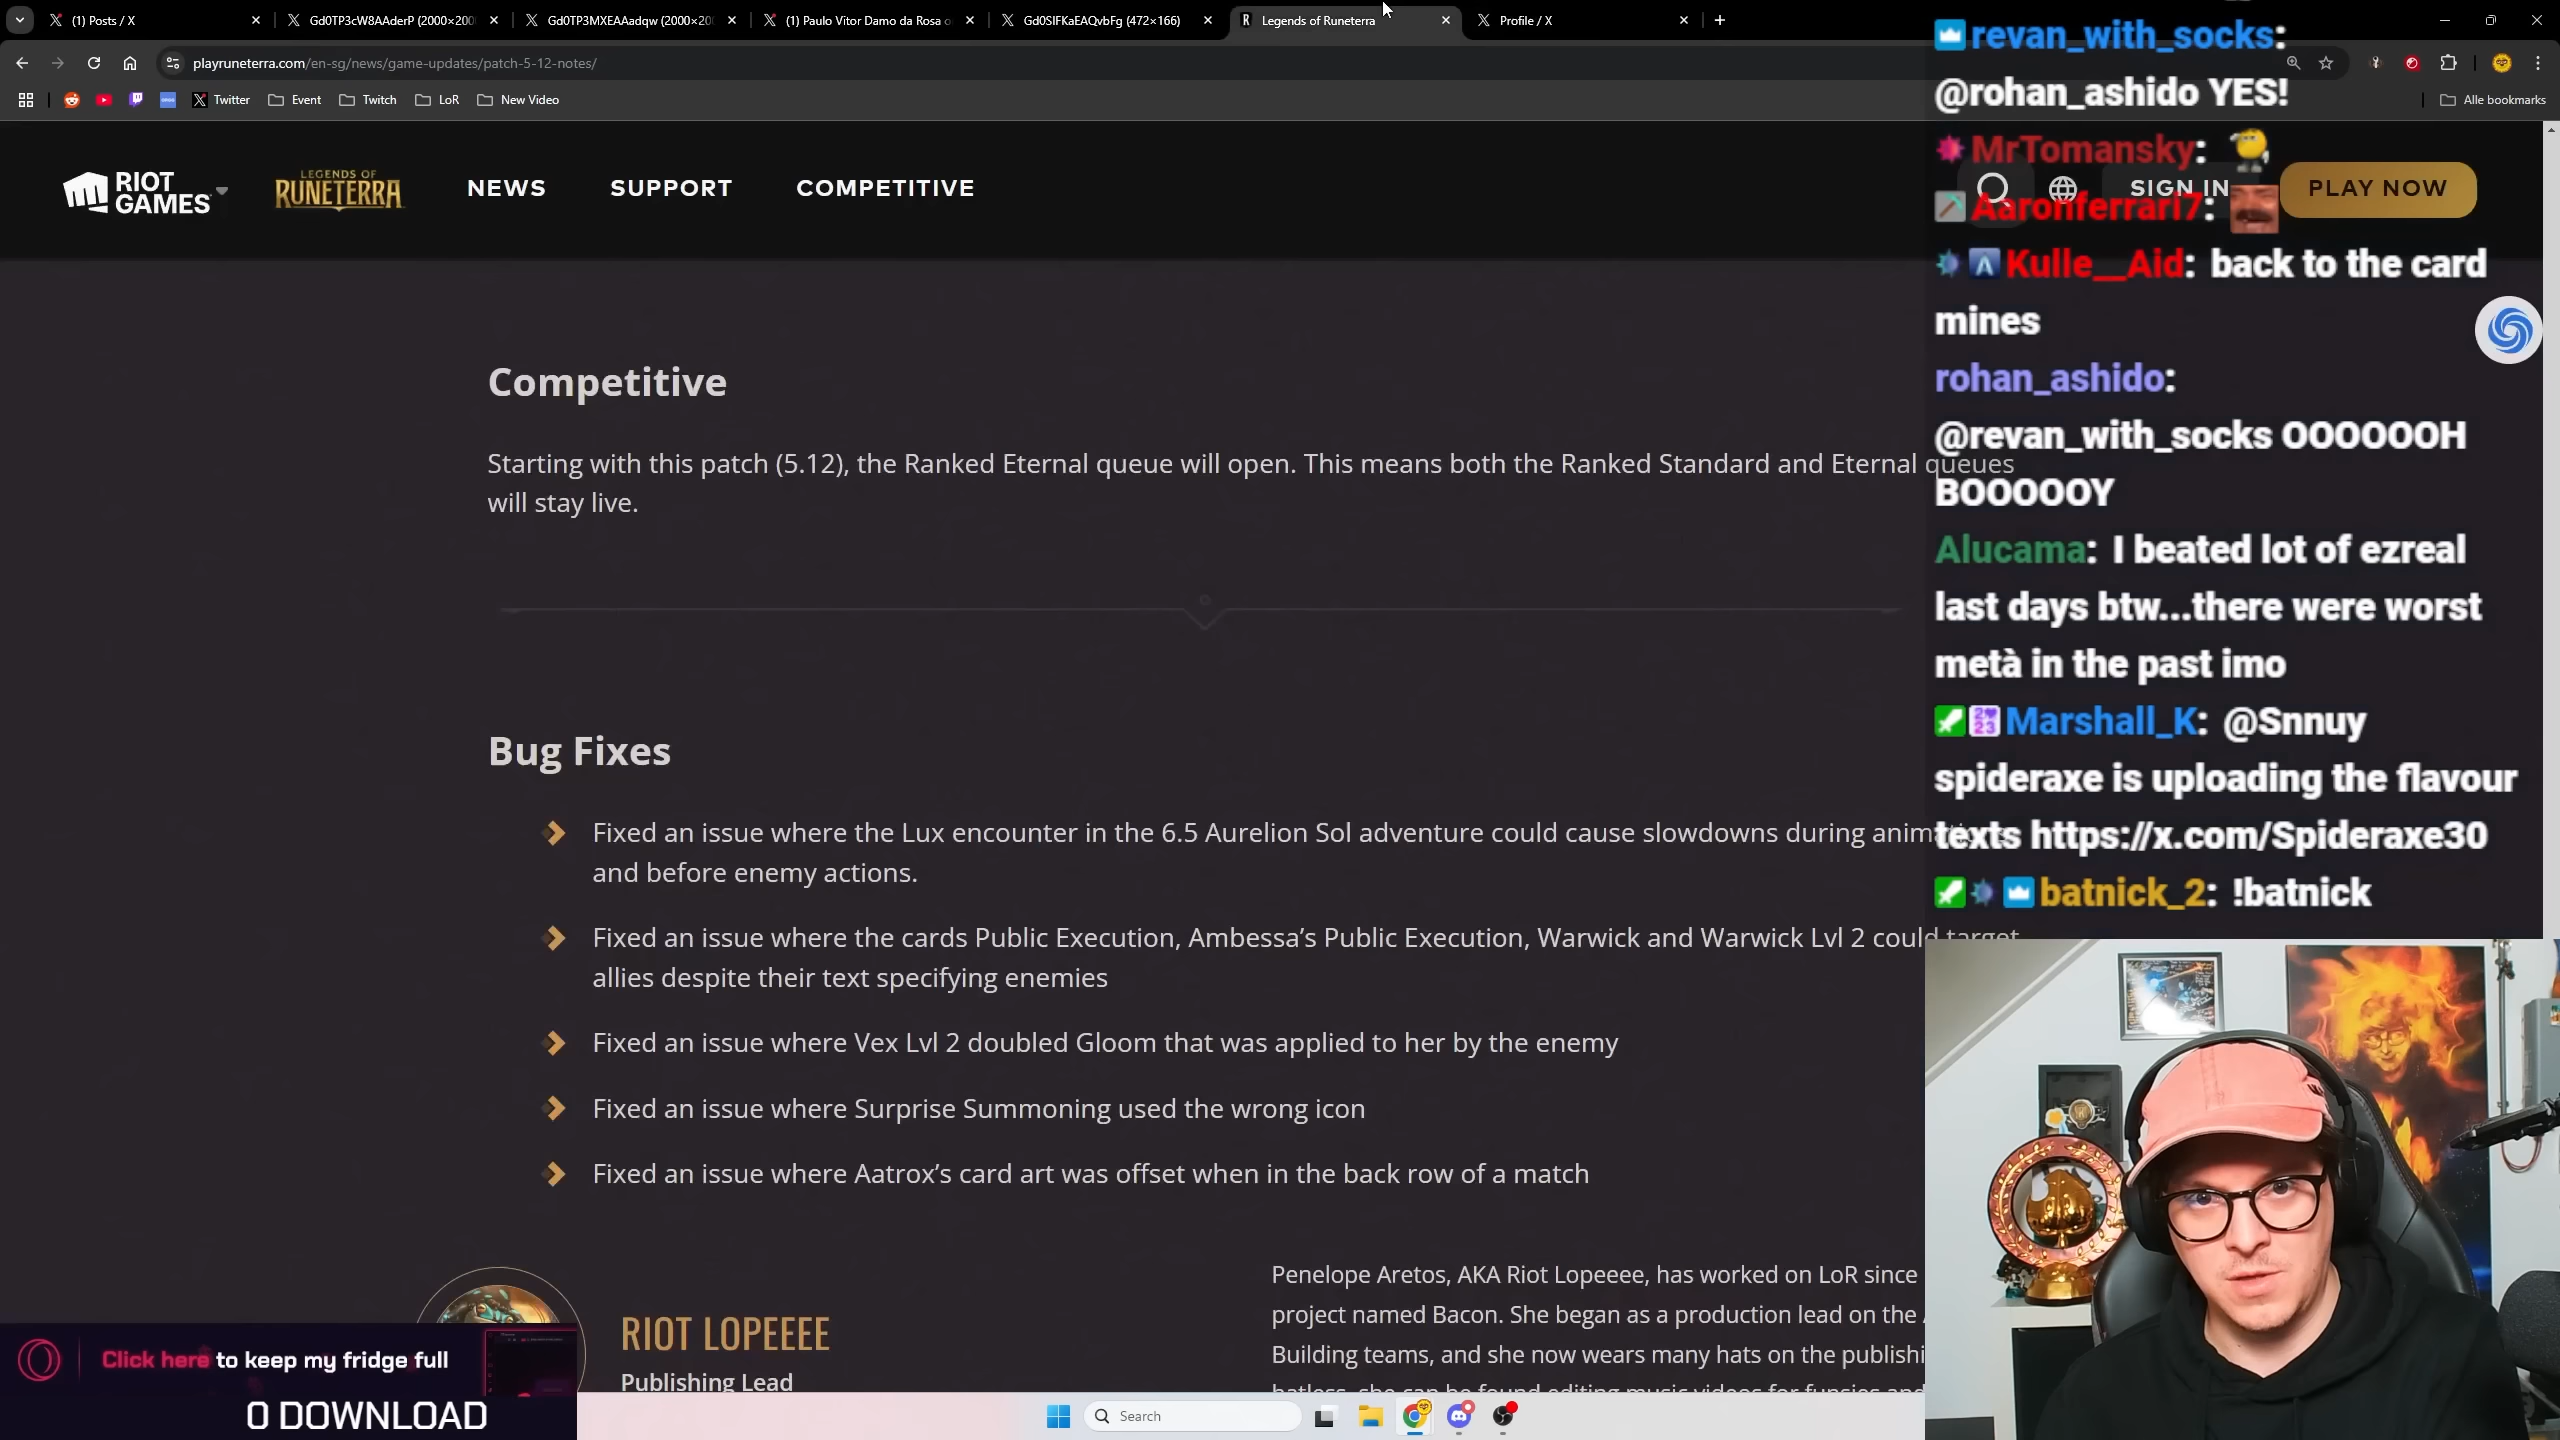 (1) Posts / X
Gd0TP3cW8AAderP (2000×200
Gd0TP3MXEAAadqw (2000×20
(1) Paulo Vitor Damo da Rosa o
Gd0SIFKaEAQvbFg (472×166)
Legends of Runeterra
Profile / X
playruneterra.com/en-sg/news/game-updates/patch-5-12-notes/
Twitter
Event
Twitch
LoR
New Video
Alle bookmarks
RIOT
GAMES
LEGENDS OF
RUNETERRA
NEWS
SUPPORT
COMPETITIVE
SIGN IN
PLAY NOW
Competitive
Starting with this patch (5.12), the Ranked Eternal queue will open. This means both the Ranked Standard and Eternal queues
will stay live.
Bug Fixes
Fixed an issue where the Lux encounter in the 6.5 Aurelion Sol adventure could cause slowdowns during
and before enemy actions.
Fixed an issue where the cards Public Execution, Ambessa’s Public Execution, Warwick and Warwick Lvl 2 could target
allies despite their text specifying enemies
Fixed an issue where Vex Lvl 2 doubled Gloom that was applied to her by the enemy
Fixed an issue where Surprise Summoning used the wrong icon
Fixed an issue where Aatrox’s card art was offset when in the back row of a match
RIOT LOPEEEE
Publishing Lead
Penelope Aretos, AKA Riot Lopeeee, has worked on LoR since
project named Bacon. She began as a production lead on the
Building teams, and she now wears many hats on the
revan_with_socks:
@rohan_ashido YES!
MrTomansky:
Aaronferrari7:
Kulle__Aid: back to the card
mines
rohan_ashido:
@revan_with_socks OOOOOOH
BOOOOOY
Alucama: I beated lot of ezreal
last days btw...there were worst
metà in the past imo
Marshall_K: @Snnuy
spideraxe is uploading the flavour
texts https://x.com/Spideraxe30
batnick_2: !batnick
Click here to keep my fridge full
0 DOWNLOAD
Search